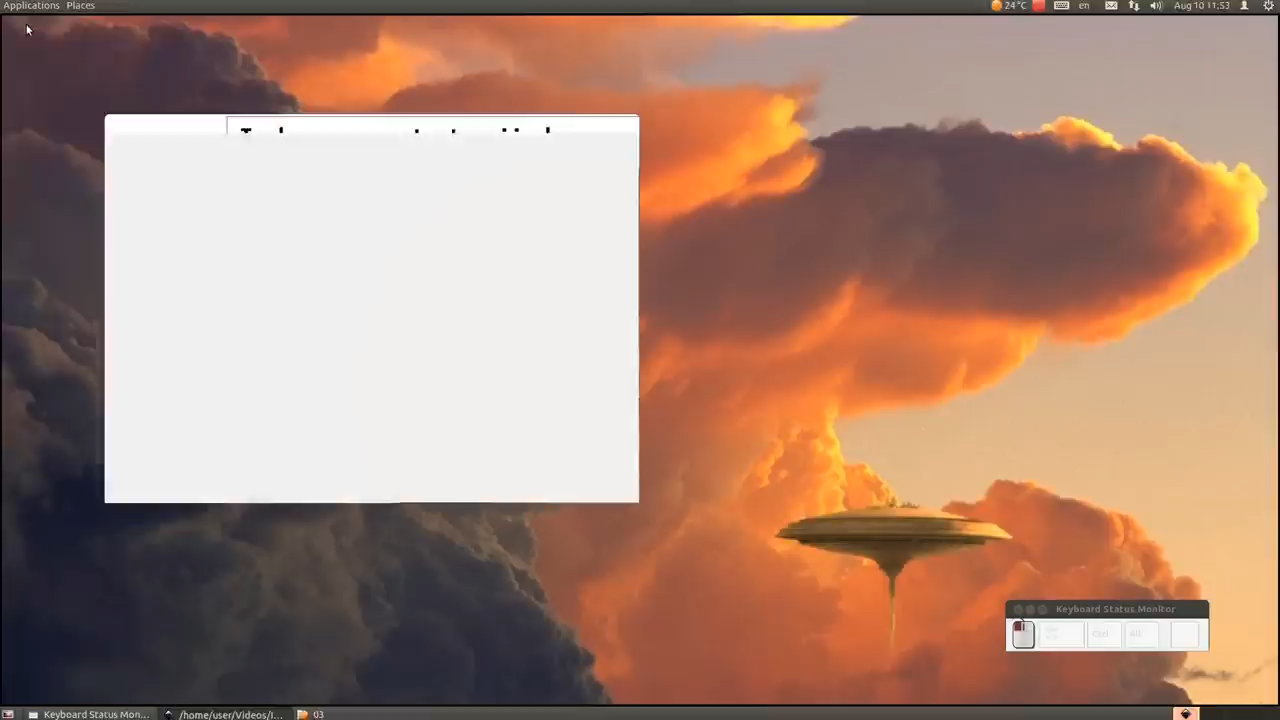 Applications Places
24°C en Aug 10 11:53
Keyboard Status Monitor
Ctrl Alt
Keyboard Status Mon... /home/user/Videos/I... 03